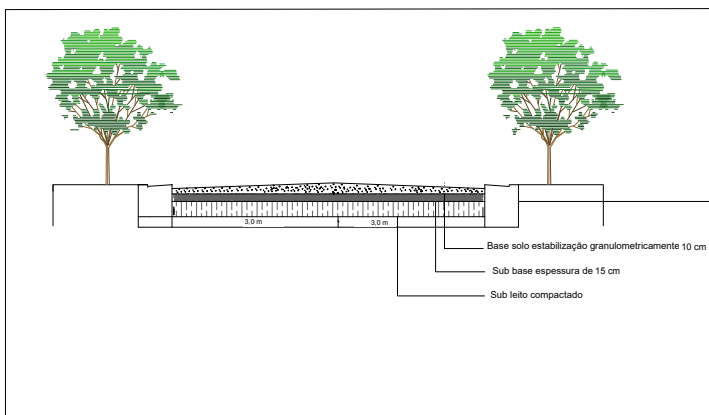 3,0 m 3,0 m
Base solo estabilização granulometricamente 10 cm
Sub base espessura de 15 cm
Sub leito compactado